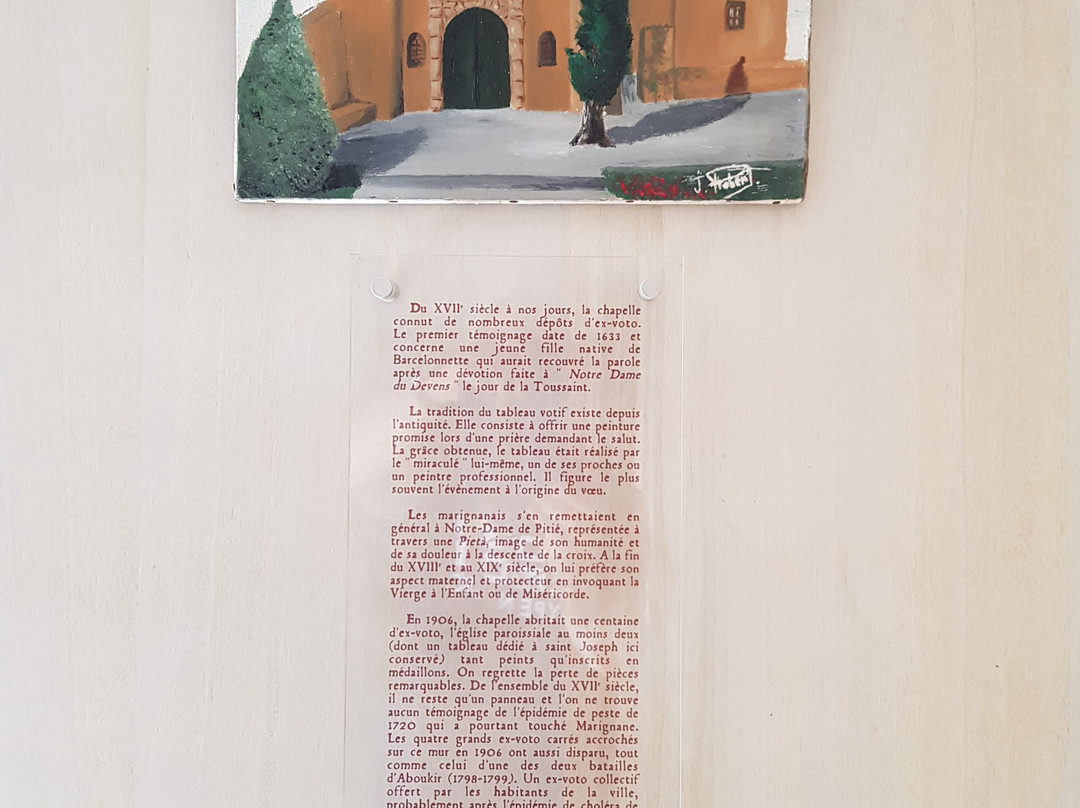 J
Du XVIIᵉ siècle à nos jours, la chapelle
connut de nombreux dépôts d'ex-voto.
Le premier témoignage date de 1633 et
concerne une jeune fille native de
Barcelonnette qui aurait recouvré la parole
après une dévotion faite à " Notre Dame
du Devens " le jour de la Toussaint.
La tradition du tableau votif existe depuis
l'antiquité. Elle consiste à offrir une peinture
promise lors d'une prière demandant le salut.
La grâce obtenue, le tableau était réalisé par
le " miraculé " lui-même, un de ses proches ou
un peintre professionnel. Il figure le plus
souvent l'évènement à l'origine du vœu.
Les marignanais s'en remettaient en
général à Notre-Dame de Pitié, représentée à
travers une Pietà, image de son humanité et
de sa douleur à la descente de la croix. A la fin
du XVIIIᵉ et au XIXᵉ siècle, on lui préfère son
aspect maternel et protecteur en invoquant la
Vierge à l'Enfant ou de Miséricorde.
En 1906, la chapelle abritait une centaine
d'ex-voto, l'église paroissiale au moins deux
(dont un tableau dédié à saint Joseph ici
conservé) tant peints qu'inscrits en
médaillons. On regrette la perte de pièces
remarquables. De l'ensemble du XVIIᵉ siècle,
il ne reste qu'un panneau et l'on ne trouve
aucun témoignage de l'épidémie de peste de
1720 qui a pourtant touché Marignane.
Les quatre grands ex-voto carrés accrochés
sur ce mur en 1906 ont aussi disparu, tout
comme celui d'une des deux batailles
d'Aboukir (1798-1799). Un ex-voto collectif
offert par les habitants de la ville,
probablement après l'épidémie de choléra de